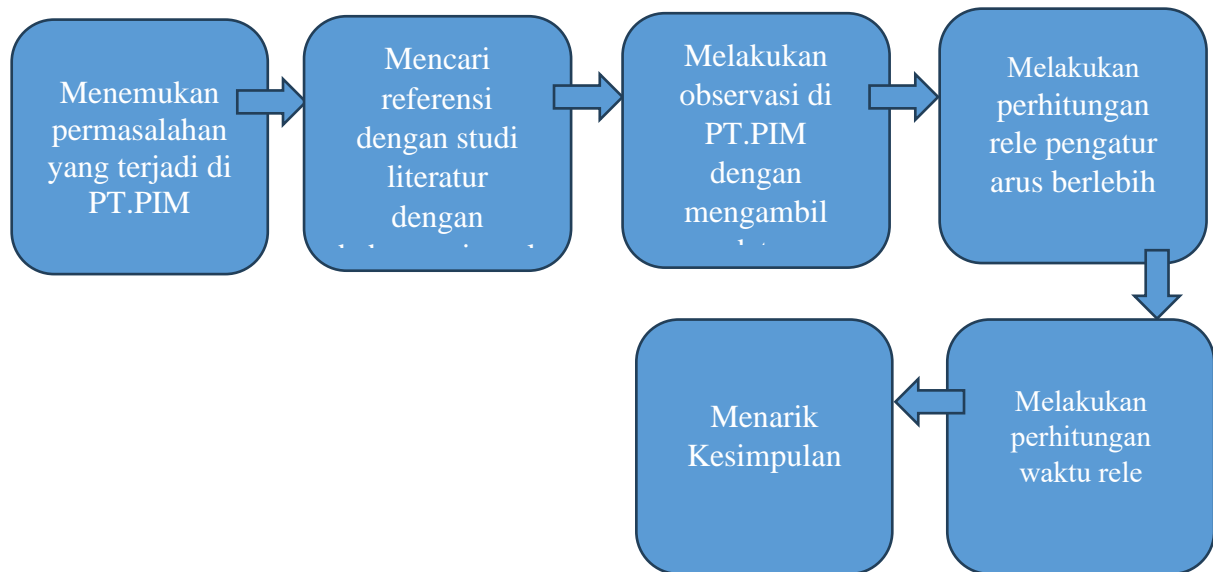 Menemukan
permasalahan
yang terjadi di
PT.PIM
Mencari
referensi
dengan studi
literatur
dengan
Melakukan
observasi di
PT.PIM
dengan
mengambil
Melakukan
perhitungan
rele pengatur
arus berlebih
Melakukan
perhitungan
waktu rele
Menarik
Kesimpulan